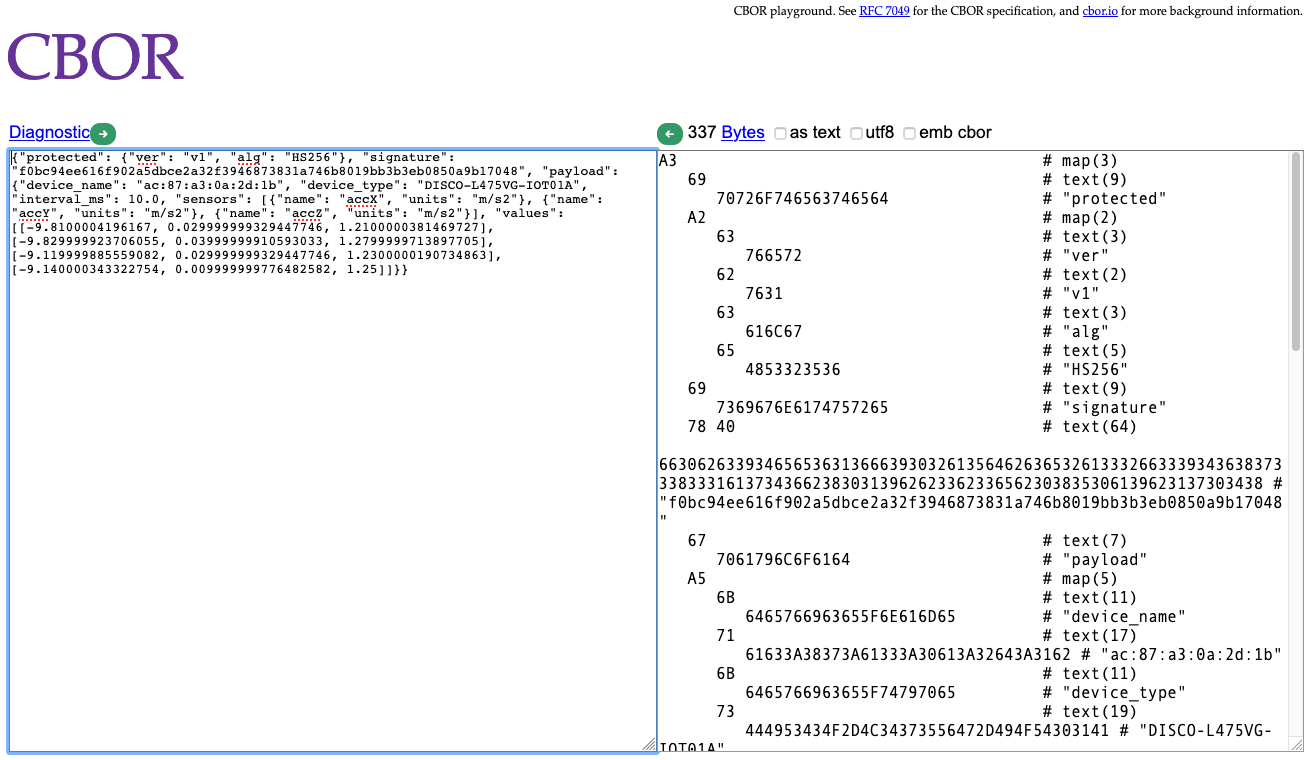 CBOR playground. See RFC 7049 for the CBOR specification, and cbor.io for more background information.
CBOR
Diagnostic
337 Bytes as text utf8 emb cbor
{"protected": {"ver": "v1", "alg": "HS256"}, "signature":
"f0bc94ee616f902a5dbce2a32f3946873831a746b8019bb3b3eb0850a9b17048", "payload":
{"device_name": "ac:87:a3:0a:2d:1b", "device_type": "DISCO-L475VG-IOT01A",
"interval_ms": 10.0, "sensors": [{"name": "accX", "units": "m/s2"}, {"name":
"accY", "units": "m/s2"}, {"name": "accZ", "units": "m/s2"}], "values":
[[-9.8100004196167, 0.029999999329447746, 1.2100000381469727],
[-9.829999923706055, 0.03999999910593033, 1.2799999713897705],
[-9.119999885559082, 0.029999999329447746, 1.2300000190734863],
[-9.140000343322754, 0.009999999776482582, 1.25]]}}
A3 # map(3)
69 # text(9)
70726F746563746564 # "protected"
A2 # map(2)
63 # text(3)
766572 # "ver"
62 # text(2)
7631 # "v1"
63 # text(3)
616C67 # "alg"
65 # text(5)
4853323536 # "HS256"
69 # text(9)
7369676E6174757265 # "signature"
78 40 # text(64)
66306263393465653631366639303261356462636532613332663339343638373
338333161373436623830313962623362336562303835306139623137303438 #
"f0bc94ee616f902a5dbce2a32f3946873831a746b8019bb3b3eb0850a9b17048
"
67 # text(7)
7061796C6F6164 # "payload"
A5 # map(5)
6B # text(11)
6465766963655F6E616D65 # "device_name"
71 # text(17)
61633A38373A61333A30613A32643A3162 # "ac:87:a3:0a:2d:1b"
6B # text(11)
6465766963655F74797065 # "device_type"
73 # text(19)
444953434F2D4C34373556472D494F54303141 # "DISCO-L475VG-
IOT01A"